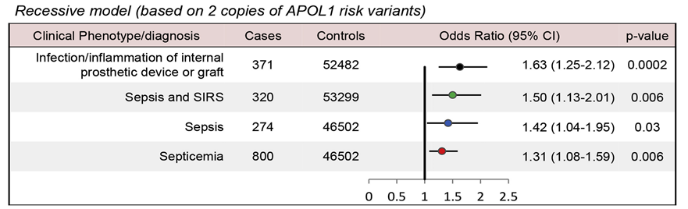 Recessive model (based on 2 copies of APOL1 risk variants)
Clinical Phenotype/diagnosis Cases Controls Odds Ratio (95% CI) p-value
Infection/inflammation of internal
prosthetic device or graft 371 52482 1.63 (1.25-2.12) 0.0002
Sepsis and SIRS 320 53299 1.50 (1.13-2.01) 0.006
Sepsis 274 46502 1.42 (1.04-1.95) 0.03
Septicemia 800 46502 1.31 (1.08-1.59) 0.006
0 0.5 1 1.5 2 2.5